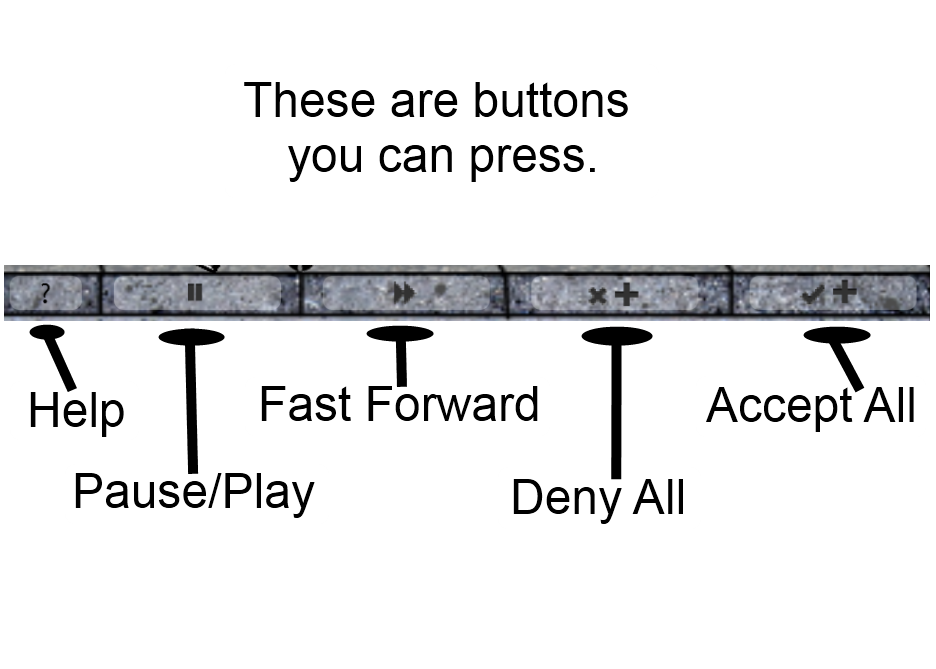 These are buttons
you can press.
?
Help
Pause/Play
Fast Forward
Deny All
Accept All